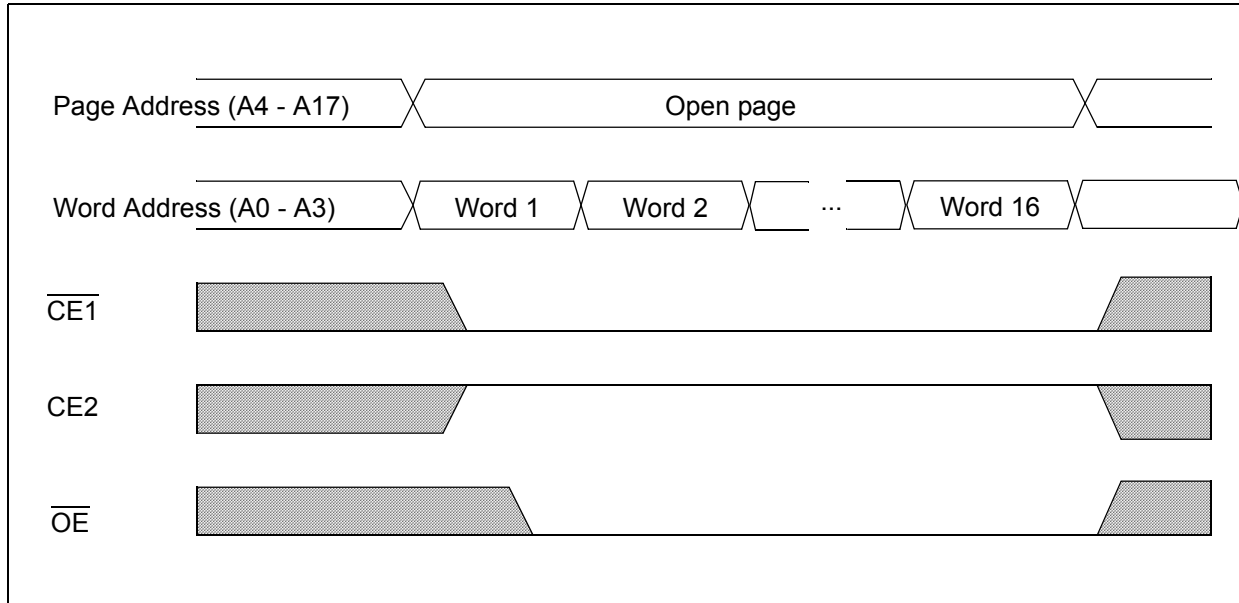 Page Address (A4 - A17) Open page
Word Address (A0 - A3) Word 1 Word 2 ... Word 16
CE1
CE2
OE